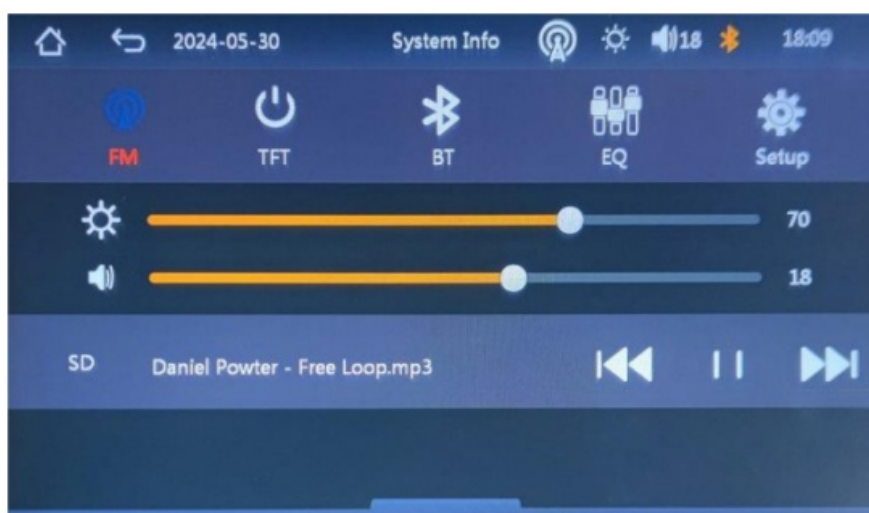 2024-05-30 System Info 18 18:09
FM TFT BT EQ Setup
70
18
SD Daniel Powter - Free Loop.mp3